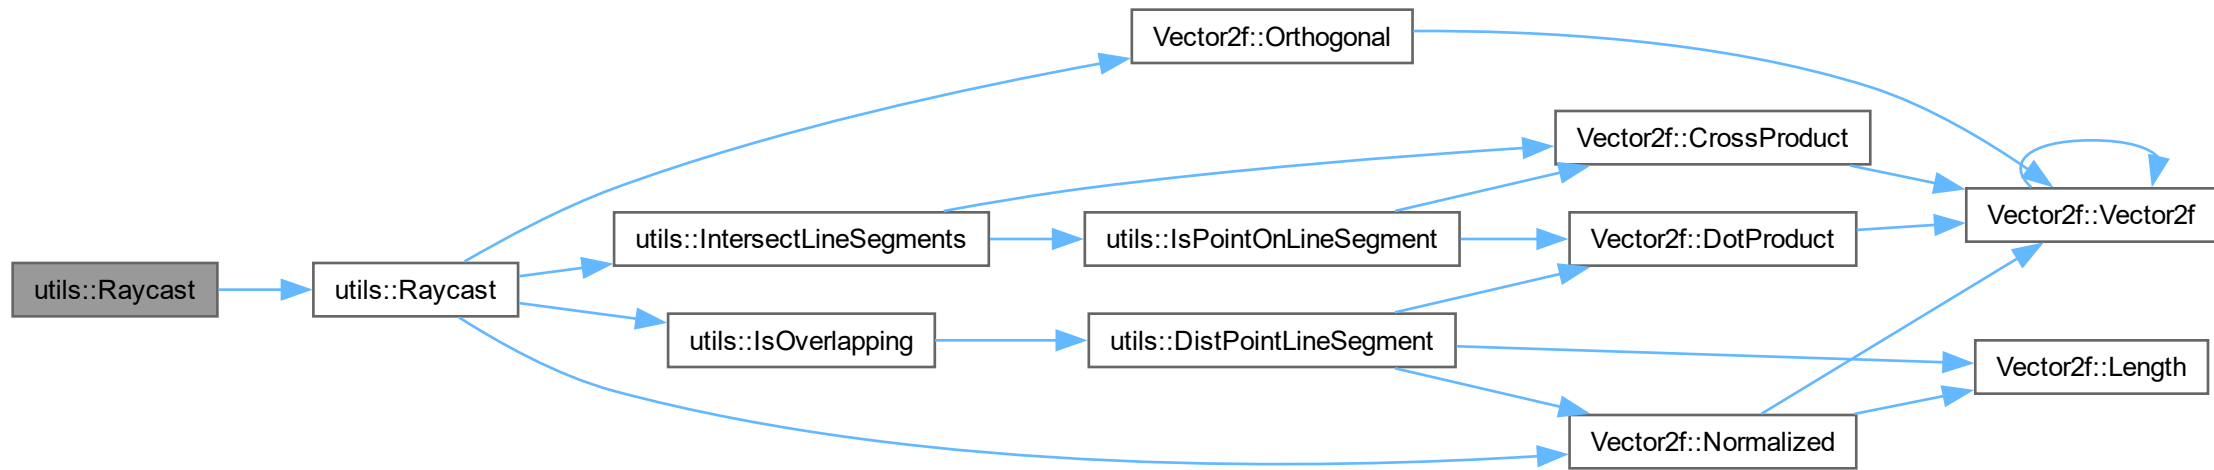 utils::Raycast
utils::Raycast
Vector2f::Orthogonal
utils::IntersectLineSegments
utils::IsOverlapping
utils::IsPointOnLineSegment
utils::DistPointLineSegment
Vector2f::CrossProduct
Vector2f::DotProduct
Vector2f::Normalized
Vector2f::Vector2f
Vector2f::Length